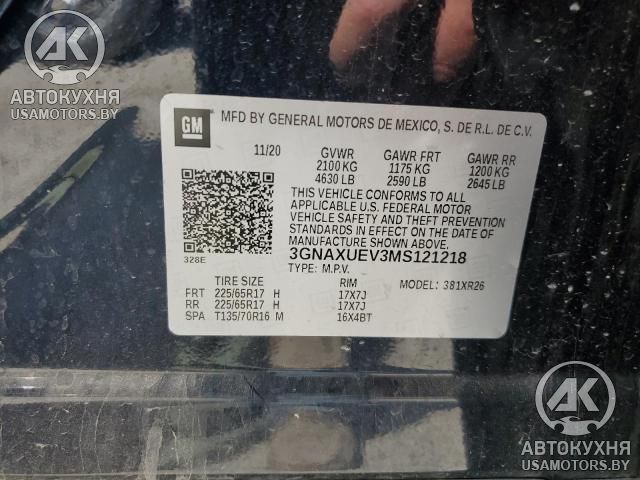 AK
АВТОКУХНЯ
USAMOTORS.BY
GM
MFD BY GENERAL MOTORS DE MEXICO, S. DE R.L. DE C.V.
11/20 GVWR GAWR FRT GAWR RR
2100 KG 1175 KG 1200 KG
4630 LB 2590 LB 2645 LB
THIS VEHICLE CONFORMS TO ALL
APPLICABLE U.S. FEDERAL MOTOR
VEHICLE SAFETY AND THEFT PREVENTION
STANDARDS IN EFFECT ON THE DATE OF
MANUFACTURE SHOWN ABOVE.
328E
3GNAXUEV3MS121218
TYPE: M.P.V. MODEL: 381XR26
TIRE SIZE RIM
FRT 225/65R17 H 17X7J
RR 225/65R17 H 17X7J
SPA T135/70R16 M 16X4BT
AK
АВТОКУХНЯ
USAMOTORS.BY